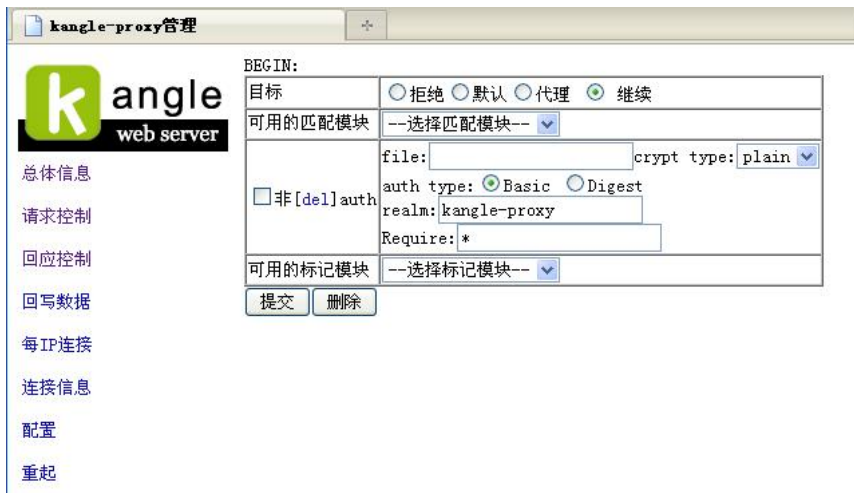 kangle-proxy管理
k angle
web server
总体信息
请求控制
回应控制
回写数据
每IP连接
连接信息
配置
重起
BEGIN:
目标 拒绝 默认 代理 继续
可用的匹配模块 --选择匹配模块--
非[del]auth
file: crypt type: plain
auth type: Basic Digest
realm: kangle-proxy
Require: *
可用的标记模块 --选择标记模块--
提交 删除